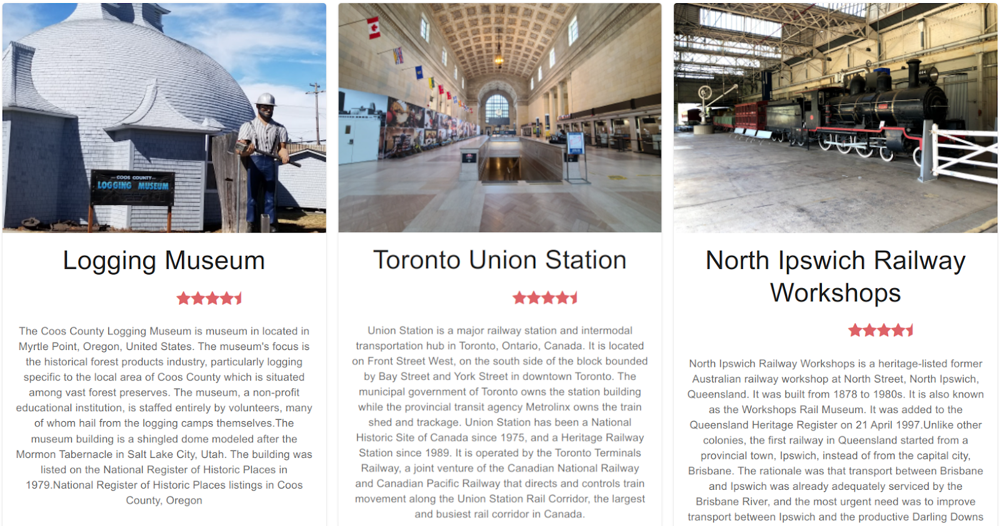 COOS COUNTY
LOGGING MUSEUM
444
Logging Museum
The Coos County Logging Museum is museum in located in
Myrtle Point, Oregon, United States. The museum's focus is
the historical forest products industry, particularly logging
specific to the local area of Coos County which is situated
among vast forest preserves. The museum, a non-profit
educational institution, is staffed entirely by volunteers, many
of whom hail from the logging camps themselves.The
museum building is a shingled dome modeled after the
Mormon Tabernacle in Salt Lake City, Utah. The building was
listed on the National Register of Historic Places in
1979.National Register of Historic Places listings in Coos
County, Oregon
Toronto Union Station
Union Station is a major railway station and intermodal
transportation hub in Toronto, Ontario, Canada. It is located
on Front Street West, on the south side of the block bounded
by Bay Street and York Street in downtown Toronto. The
municipal government of Toronto owns the station building
while the provincial transit agency Metrolinx owns the train
shed and trackage. Union Station has been a National
Historic Site of Canada since 1975, and a Heritage Railway
Station since 1989. It is operated by the Toronto Terminals
Railway, a joint venture of the Canadian National Railway
and Canadian Pacific Railway that directs and controls train
movement along the Union Station Rail Corridor, the largest
and busiest rail corridor in Canada.
North Ipswich Railway
Workshops
North Ipswich Railway Workshops is a heritage-listed former
Australian railway workshop at North Street, North Ipswich,
Queensland. It was built from 1878 to 1980s. It is also known
as the Workshops Rail Museum. It was added to the
Queensland Heritage Register on 21 April 1997.Unlike other
colonies, the first railway in Queensland started from a
provincial town, Ipswich, instead of from the capital city,
Brisbane. The rationale was that transport between Brisbane
and Ipswich was already adequately serviced by the
Brisbane River, and the most urgent need was to improve
transport between Ipswich and the productive Darling Downs